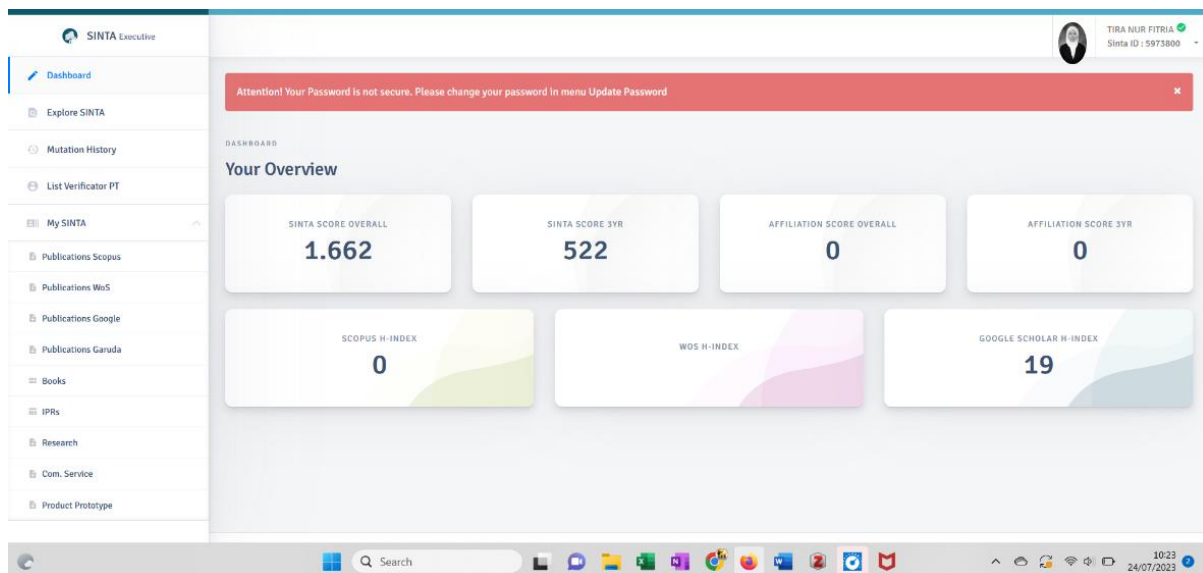 SINTA Executive
TIRA NUR FITRIA
Sinta ID : 5973800
Dashboard
Explore SINTA
Mutation History
List Verificator PT
My SINTA
Publications Scopus
Publications WoS
Publications Google
Publications Garuda
Books
IPRs
Research
Com. Service
Product Prototype
Attention! Your Password is not secure. Please change your password in menu Update Password
DASHBOARD
Your Overview
SINTA SCORE OVERALL
1.662
SINTA SCORE 3YR
522
AFFILIATION SCORE OVERALL
0
AFFILIATION SCORE 3YR
0
SCOPUS H-INDEX
0
WOS H-INDEX
GOOGLE SCHOLAR H-INDEX
19
Search
10:23
24/07/2023
2